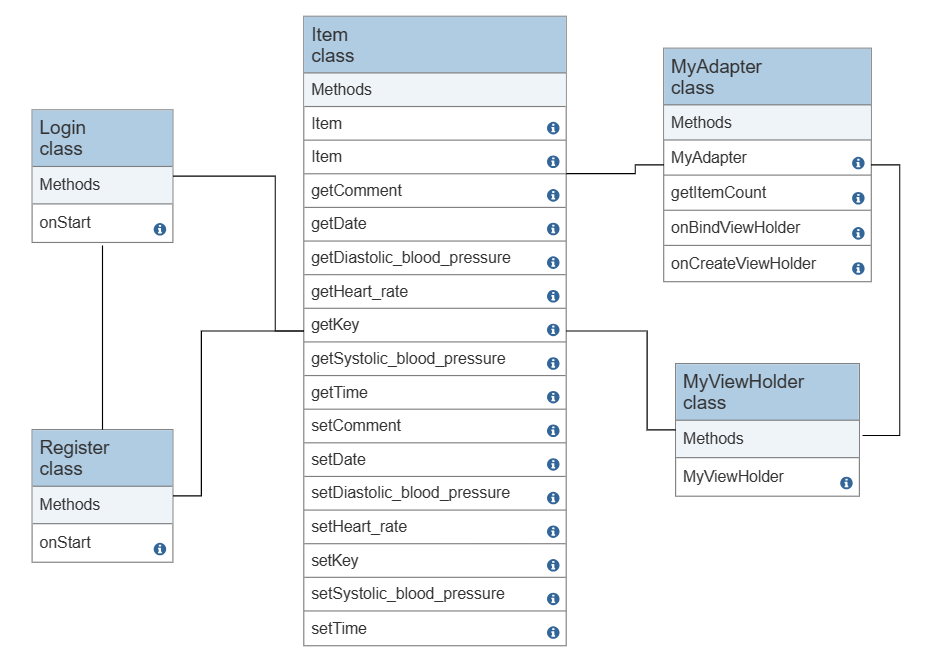 Login
class
Methods
onStart
Register
class
Methods
onStart
Item
class
Methods
Item
Item
getComment
getDate
getDiastolic_blood_pressure
getHeart_rate
getKey
getSystolic_blood_pressure
getTime
setComment
setDate
setDiastolic_blood_pressure
setHeart_rate
setKey
setSystolic_blood_pressure
setTime
MyAdapter
class
Methods
MyAdapter
getItemCount
onBindViewHolder
onCreateViewHolder
MyViewHolder
class
Methods
MyViewHolder